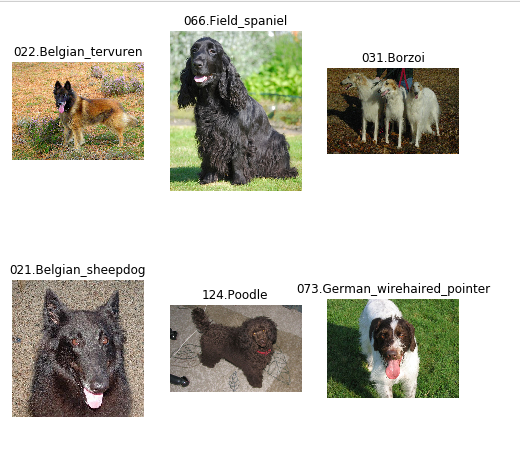 022.Belgian_tervuren
066.Field_spaniel
031.Borzoi
021.Belgian_sheepdog
124.Poodle
073.German_wirehaired_pointer